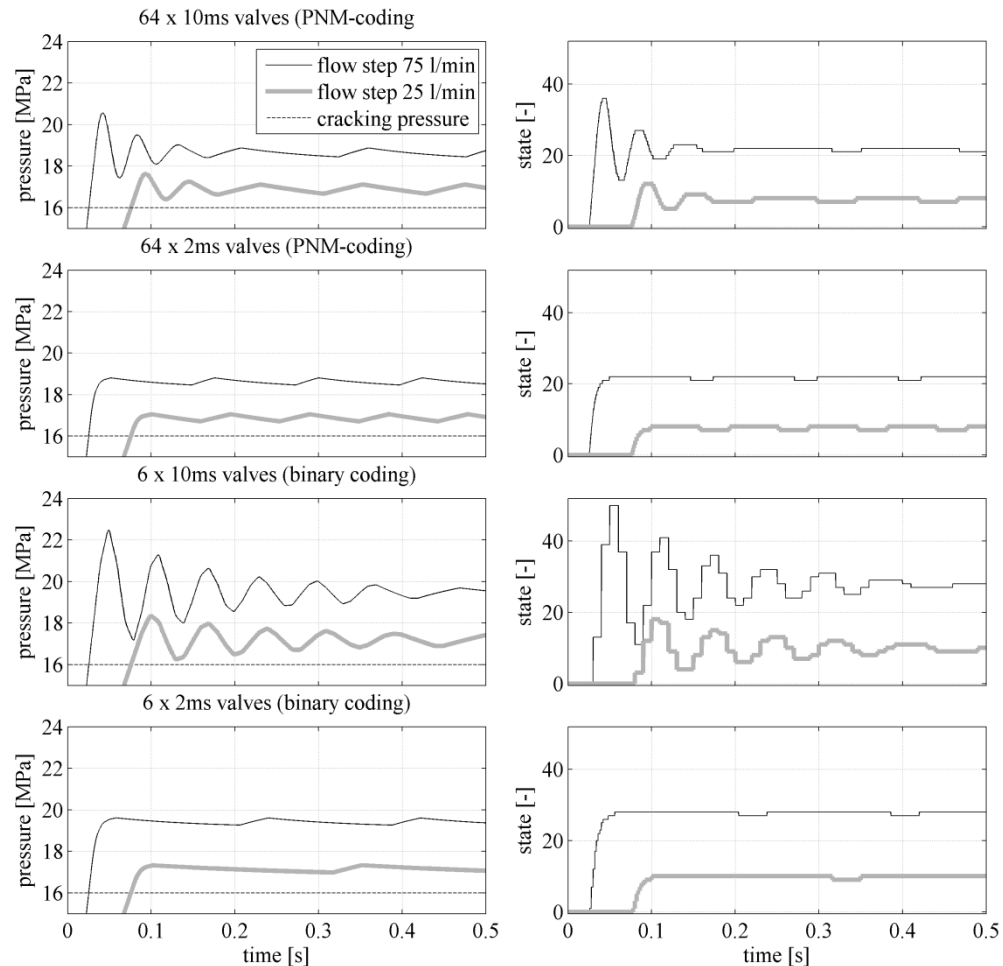 64 x 10ms valves (PNM-coding
24
22
20
18
16
pressure [MPa]
flow step 75 l/min
flow step 25 l/min
cracking pressure
40
20
0
state [-]
64 x 2ms valves (PNM-coding)
24
22
20
18
16
pressure [MPa]
40
20
0
state [-]
6 x 10ms valves (binary coding)
24
22
20
18
16
pressure [MPa]
40
20
0
state [-]
6 x 2ms valves (binary coding)
24
22
20
18
16
pressure [MPa]
0 0.1 0.2 0.3 0.4 0.5
time [s]
40
20
0
state [-]
0 0.1 0.2 0.3 0.4 0.5
time [s]